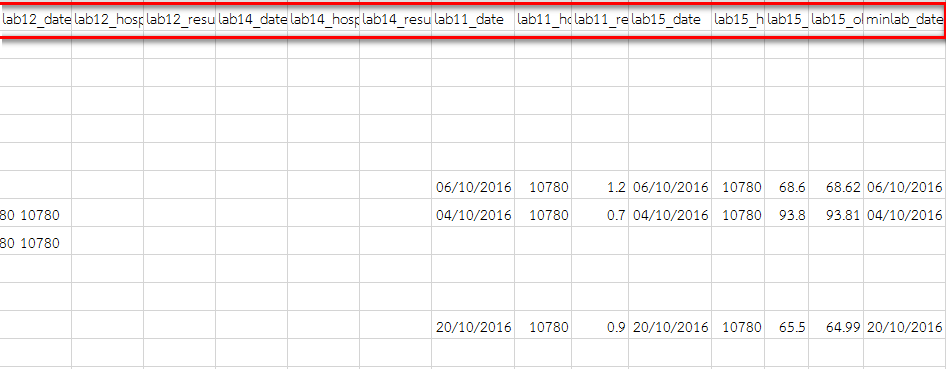 lab12_date lab12_hosp lab12_resu lab14_date lab14_hosp lab14_resu lab11_date lab11_ho lab11_re lab15_date lab15_h lab15_ lab15_o minlab_date
06/10/2016 10780 1.2 06/10/2016 10780 68.6 68.62 06/10/2016
80 10780 04/10/2016 10780 0.7 04/10/2016 10780 93.8 93.81 04/10/2016
80 10780
20/10/2016 10780 0.9 20/10/2016 10780 65.5 64.99 20/10/2016